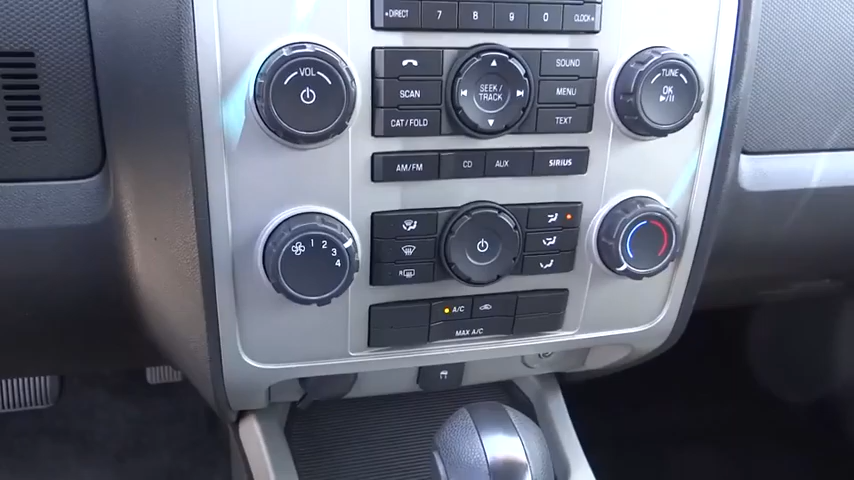 DIRECT 7 8 9 0 CLOCK
VOL
SCAN
CAT / FOLD
SEEK /
TRACK
SOUND
MENU
TEXT
TUNE
OK
AM/FM CD AUX SIRIUS
1 2 3 4
R
A/C
MAX A/C